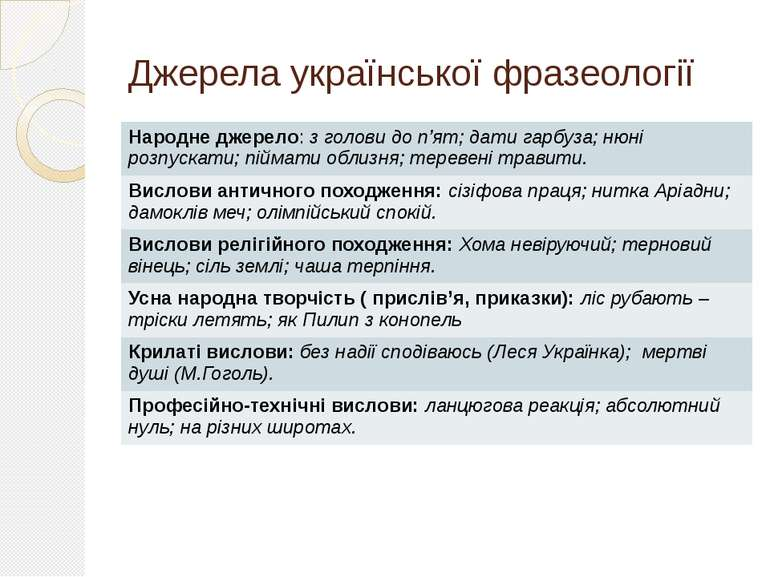 Джерела української фразеології
Народне джерело: з голови до п’ят; дати гарбуза; нюні
розпускати; піймати облизня; теревені травити.
Вислови античного походження: сізіфова праця; нитка Аріадни;
дамоклів меч; олімпійський спокій.
Вислови релігійного походження: Хома невіруючий; терновий
вінець; сіль землі; чаша терпіння.
Усна народна творчість ( прислів’я, приказки): ліс рубають –
тріски летять; як Пилип з конопель
Крилаті вислови: без надії сподіваюсь (Леся Українка); мертві
душі (М.Гоголь).
Професійно-технічні вислови: ланцюгова реакція; абсолютний
нуль; на різних широтах.